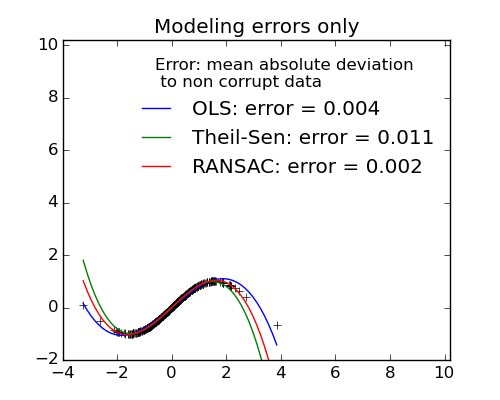 Modeling errors only
Error: mean absolute deviation
to non corrupt data
OLS: error = 0.004
Theil-Sen: error = 0.011
RANSAC: error = 0.002
10
8
6
4
2
0
−2
−4 −2 0 2 4 6 8 10